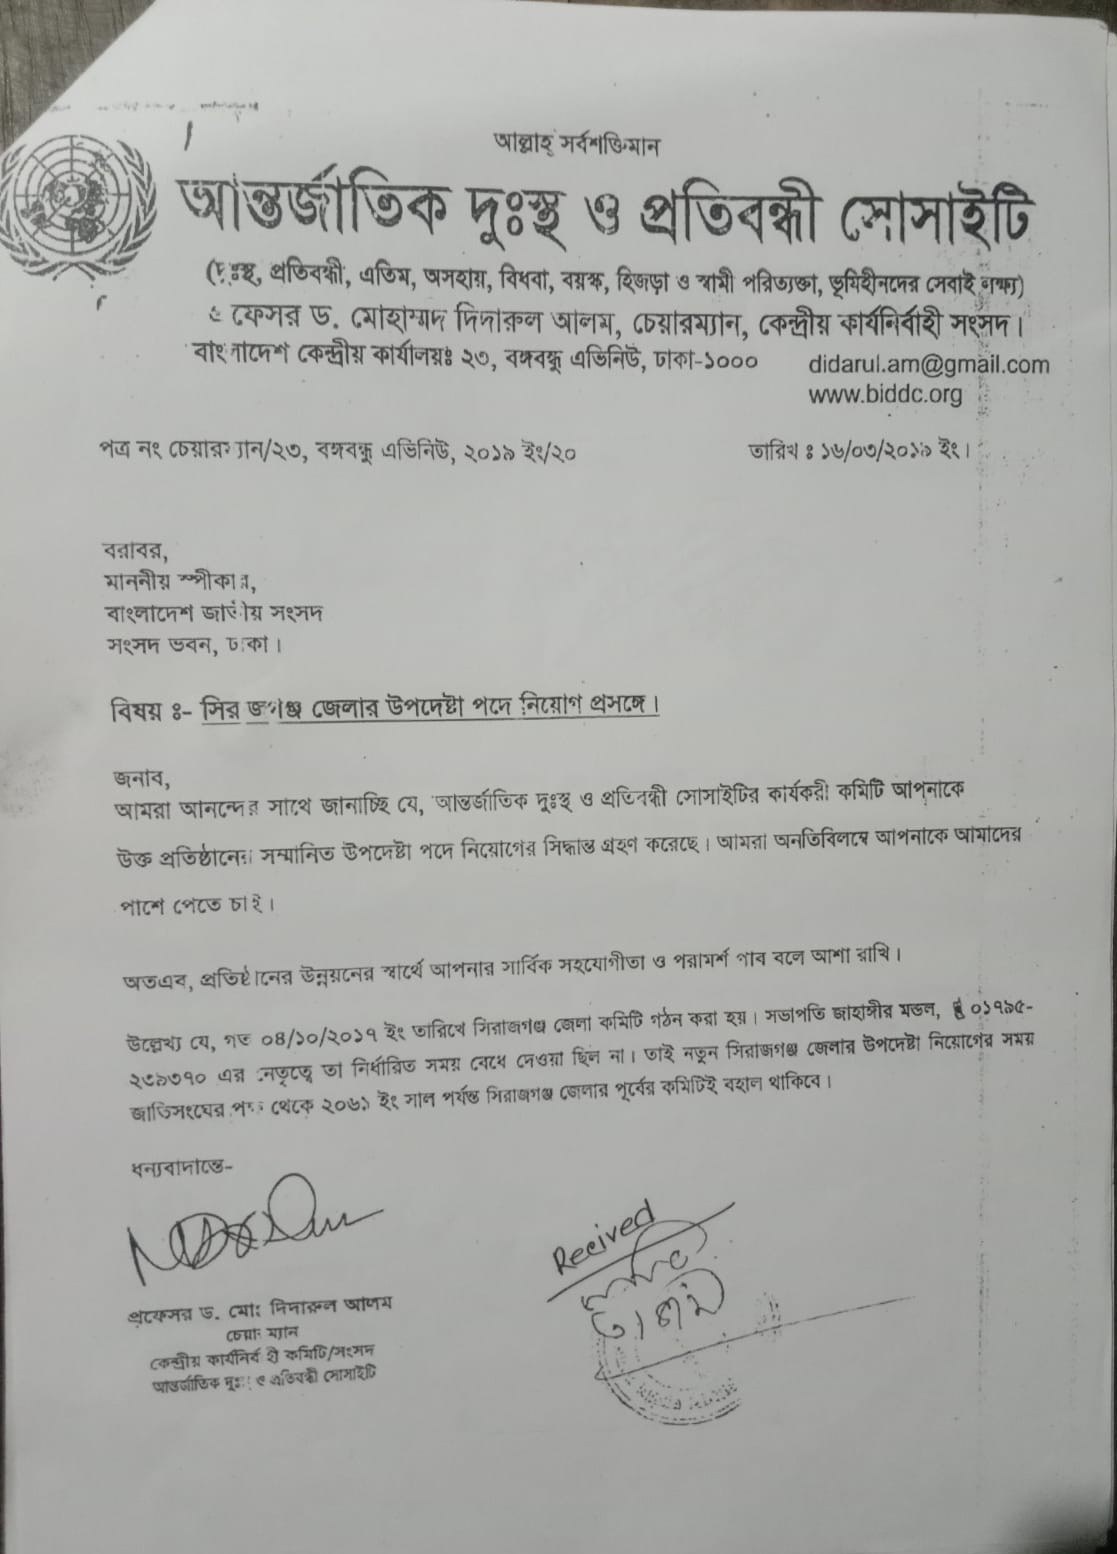 আল্লাহ্ সর্বশক্তিমান
আন্তর্জাতিক দুঃস্থ ও প্রতিবন্ধী সোসাইটি
(দুঃস্থ, প্রতিবন্ধী, এতিম, অসহায়, বিধবা, বয়স্ক, হিজড়া ও স্বামী পরিত্যক্তা, ভূমিহীনদের সেবাই লক্ষ্য)
প্রফেসর ড. মোহাম্মদ দিদারুল আলম, চেয়ারম্যান, কেন্দ্রীয় কার্যনির্বাহী সংসদ।
বাংলাদেশ কেন্দ্রীয় কার্যালয়ঃ ২৩, বঙ্গবন্ধু এভিনিউ, ঢাকা-১০০০ didarul.am@gmail.com
www.biddc.org
পত্র নং চেয়ারম্যান/২৩, বঙ্গবন্ধু এভিনিউ, ২০১৯ ইং/২০ তারিখ ঃ ১৬/০৩/২০১৯ ইং।
বরাবর,
মাননীয় স্পীকার,
বাংলাদেশ জাতীয় সংসদ
সংসদ ভবন, ঢাকা।
বিষয় ঃ- সিরাজগঞ্জ জেলার উপদেষ্টা পদে নিয়োগ প্রসঙ্গে।
জনাব,
আমরা আনন্দের সাথে জানাচ্ছি যে, আন্তর্জাতিক দুঃস্থ ও প্রতিবন্ধী সোসাইটির কার্যকরী কমিটি আপনাকে
উক্ত প্রতিষ্ঠানের সম্মানিত উপদেষ্টা পদে নিয়োগের সিদ্ধান্ত গ্রহণ করেছে। আমরা অনতিবিলম্বে আপনাকে আমাদের
পাশে পেতে চাই।
অতএব, প্রতিষ্ঠানের উন্নয়নের স্বার্থে আপনার সার্বিক সহযোগীতা ও পরামর্শ পাব বলে আশা রাখি।
উল্লেখ্য যে, গত ০৪/১০/২০১৭ ইং তারিখে সিরাজগঞ্জ জেলা কমিটি গঠন করা হয়। সভাপতি জাহাঙ্গীর মন্ডল, ০১৭৯৫-
২৩৯৩৭০ এর নেতৃত্বে তা নির্ধারিত সময় বেধে দেওয়া ছিল না। তাই নতুন সিরাজগঞ্জ জেলার উপদেষ্টা নিয়োগের সময়
জাতিসংঘের পক্ষ থেকে ২০৬১ ইং সাল পর্যন্ত সিরাজগঞ্জ জেলার পূর্বের কমিটিই বহাল থাকিবে।
ধন্যবাদান্তে-
প্রফেসর ড. মোঃ দিদারুল আলম
চেয়ারম্যান
কেন্দ্রীয় কার্যনির্বাহী কমিটি/সংসদ
আন্তর্জাতিক দুঃস্থ ও প্রতিবন্ধী সোসাইটি
Recived